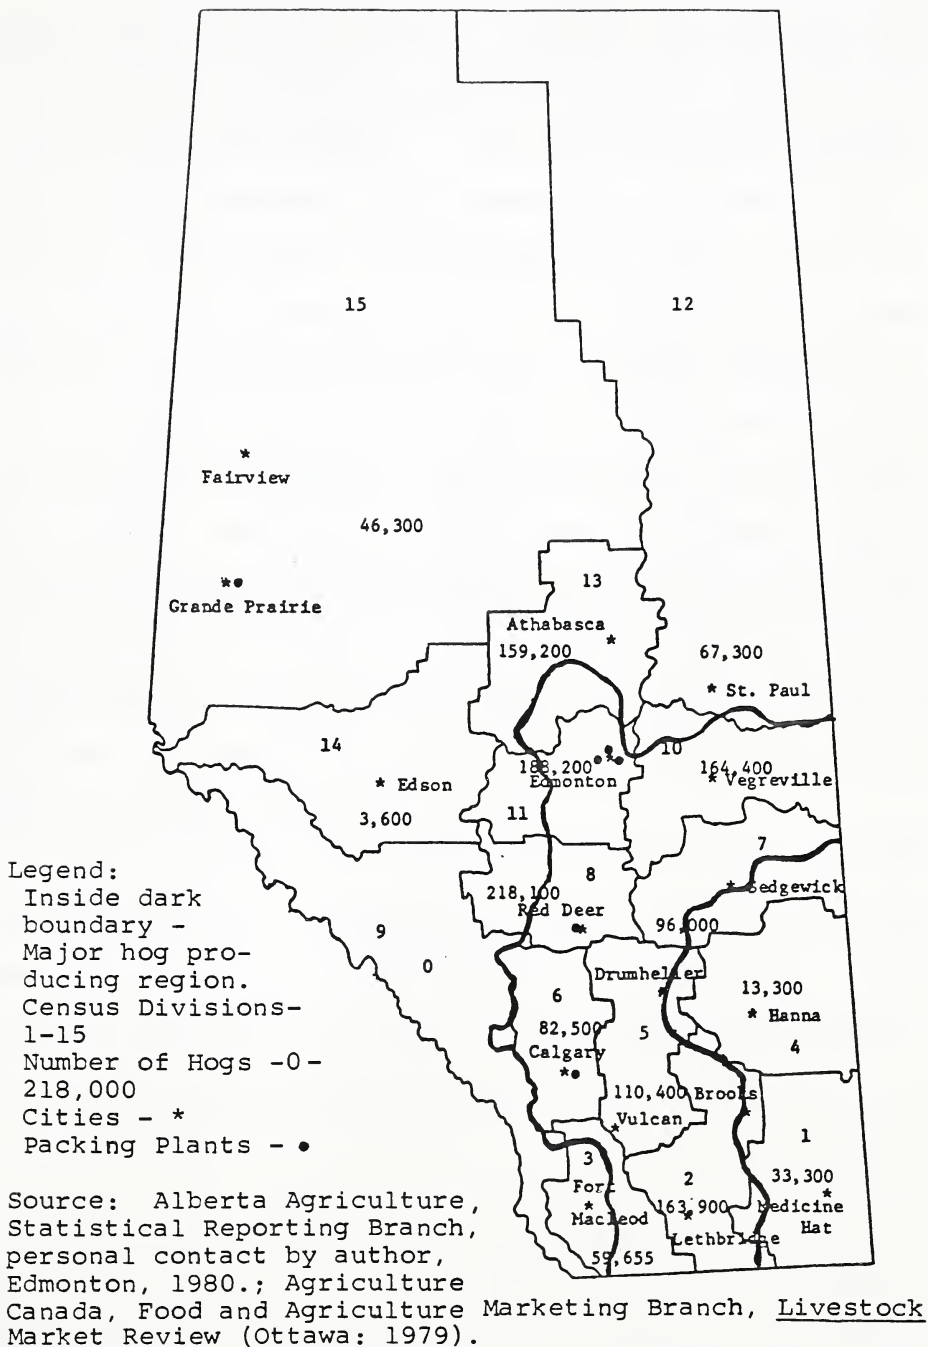 15
12
Fairview
46,300
13
Grande Prairie
Athabasca
159,200
67,300
St. Paul
14
10
188,200
164,400
Edmonton
Vegreville
Edson
11
3,600
7
8
218,100
Sedgewick
Red Deer
96,000
9
0
Drumheller
6
13,300
82,500
Hanna
5
Calgary
4
110,400
Brooks
Vulcan
1
3
2
33,300
Fort
Macleod
163,900
Medicine
Hat
Lethbridge
59,655
Legend:
Inside dark
boundary -
Major hog pro-
ducing region.
Census Divisions-
1-15
Number of Hogs -0-
218,000
Cities - *
Packing Plants - •
Source: Alberta Agriculture,
Statistical Reporting Branch,
personal contact by author,
Edmonton, 1980.; Agriculture
Canada, Food and Agriculture Marketing Branch, Livestock
Market Review (Ottawa: 1979).